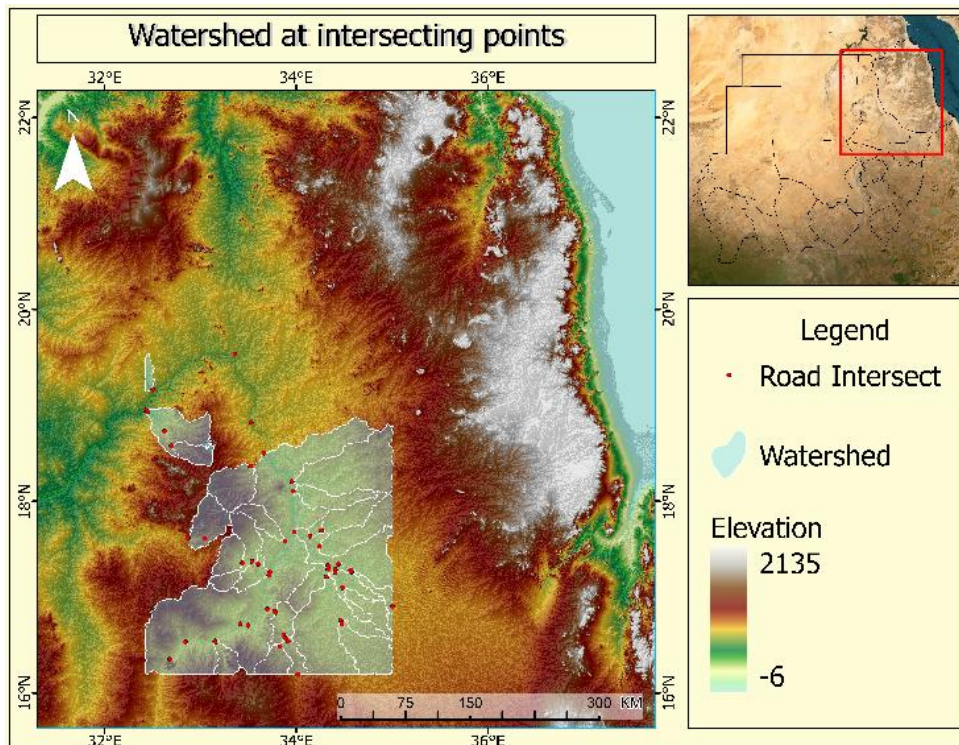 Watershed at intersecting points
32°E 34°E 36°E
22°N 22°N
N
20°N 20°N
18°N 18°N
16°N 16°N
0 75 150 300 KM
32°E 34°E 36°E
Legend
Road Intersect
Watershed
Elevation
2135
-6